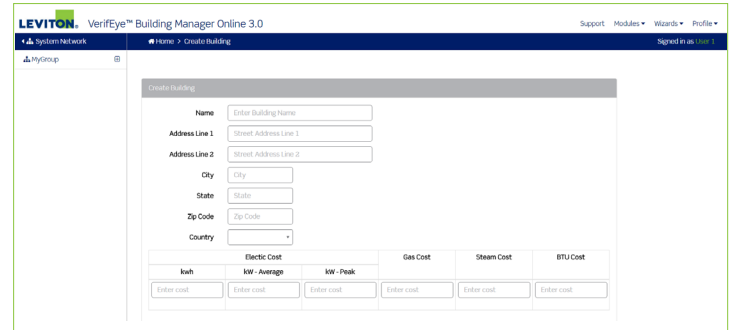 LEVITON. VerifEye™ Building Manager Online 3.0
Support Modules Wizards Profile
System Network Home > Create Building Signed in as User 1
MyGroup
Create Building
Name Enter Building Name
Address Line 1 Street Address Line 1
Address Line 2 Street Address Line 2
City City
State State
Zip Code Zip Code
Country
Electic Cost Gas Cost Steam Cost BTU Cost
kwh kW - Average kW - Peak
Enter cost Enter cost Enter cost Enter cost Enter cost Enter cost